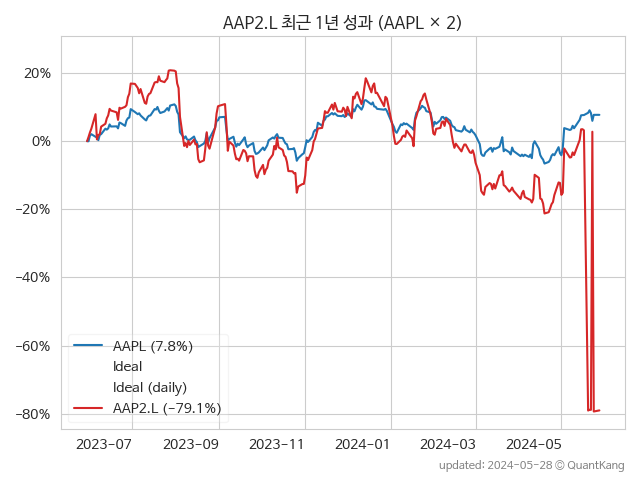 AAP2.L 최근 1년 성과 (AAPL × 2)
20%
0%
−20%
−40%
−60%
−80%
AAPL (7.8%)
Ideal
Ideal (daily)
AAP2.L (−79.1%)
2023-07
2023-09
2023-11
2024-01
2024-03
2024-05
updated: 2024-05-28 © QuantKang